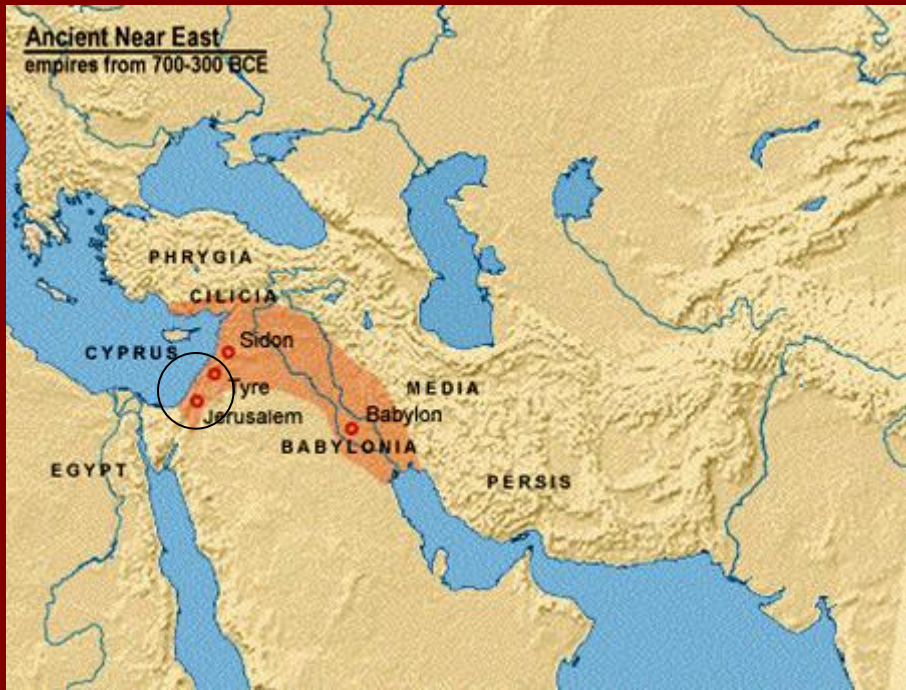 Ancient Near East
empires from 700-300 BCE
PHRYGIA
CILICIA
Sidon
CYPRUS
Tyre
MEDIA
Jerusalem
Babylon
BABYLONIA
EGYPT
PERSIS